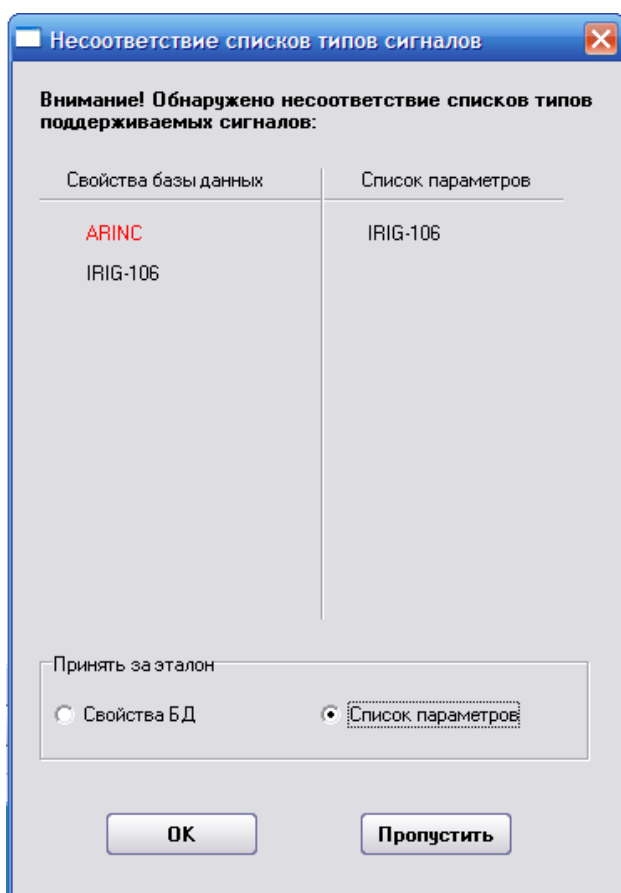 Несоответствие списков типов сигналов
Внимание! Обнаружено несоответствие списков типов
поддерживаемых сигналов:
Свойства базы данных
Список параметров
ARINC
IRIG-106
IRIG-106
Принять за эталон
Свойства БД
Список параметров
OK
Пропустить